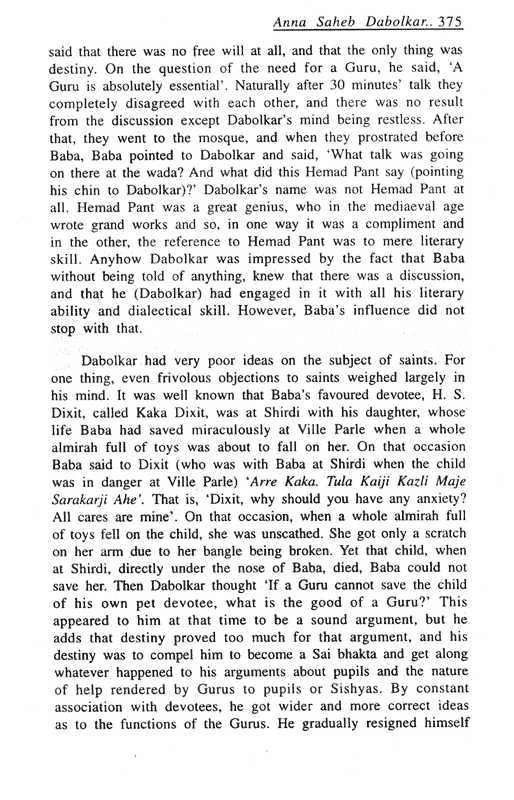 Anna Saheb Dabolkar.. 375
said that there was no free will at all, and that the only thing was
destiny. On the question of the need for a Guru, he said, 'A
Guru is absolutely essential'. Naturally after 30 minutes' talk they
completely disagreed with each other, and there was no result
from the discussion except Dabolkar's mind being restless. After
that, they went to the mosque, and when they prostrated before
Baba, Baba pointed to Dabolkar and said, 'What talk was going
on there at the wada? And what did this Hemad Pant say (pointing
his chin to Dabolkar)?' Dabolkar's name was not Hemad Pant at
all. Hemad Pant was a great genius, who in the mediaeval age
wrote grand works and so, in one way it was a compliment and
in the other, the reference to Hemad Pant was to mere literary
skill. Anyhow Dabolkar was impressed by the fact that Baba
without being told of anything, knew that there was a discussion,
and that he (Dabolkar) had engaged in it with all his literary
ability and dialectical skill. However, Baba's influence did not
stop with that.
Dabolkar had very poor ideas on the subject of saints. For
one thing, even frivolous objections to saints weighed largely in
his mind. It was well known that Baba's favoured devotee, H. S.
Dixit, called Kaka Dixit, was at Shirdi with his daughter, whose
life Baba had saved miraculously at Ville Parle when a whole
almirah full of toys was about to fall on her. On that occasion
Baba said to Dixit (who was with Baba at Shirdi when the child
was in danger at Ville Parle) 'Arre Kaka. Tula Kaiji Kazli Maje
Sarakarji Ahe'. That is, 'Dixit, why should you have any anxiety?
All cares are mine'. On that occasion, when a whole almirah full
of toys fell on the child, she was unscathed. She got only a scratch
on her arm due to her bangle being broken. Yet that child, when
at Shirdi, directly under the nose of Baba, died, Baba could not
save her. Then Dabolkar thought 'If a Guru cannot save the child
of his own pet devotee, what is the good of a Guru?' This
appeared to him at that time to be a sound argument, but he
adds that destiny proved too much for that argument, and his
destiny was to compel him to become a Sai bhakta and get along
whatever happened to his arguments about pupils and the nature
of help rendered by Gurus to pupils or Sishyas. By constant
association with devotees, he got wider and more correct ideas
as to the functions of the Gurus. He gradually resigned himself